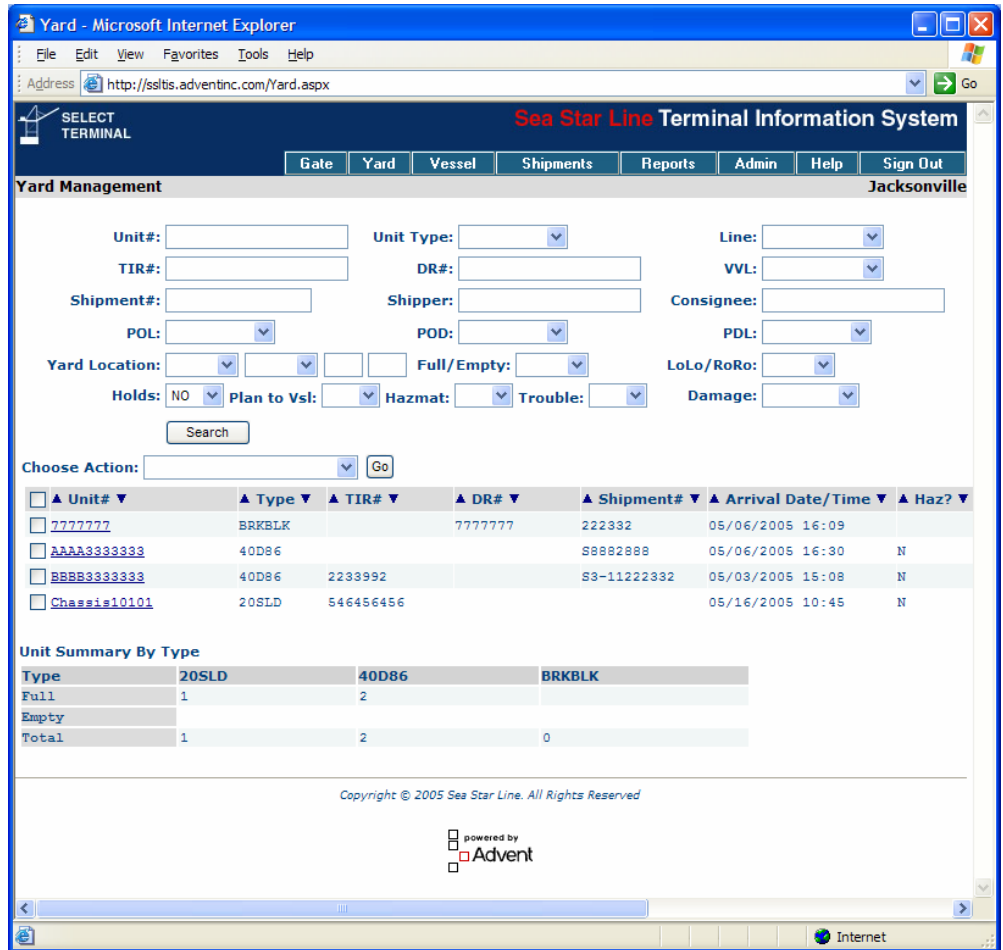 Yard - Microsoft Internet Explorer
File Edit View Favorites Tools Help
Address http://ssltis.adventinc.com/Yard.aspx Go
SELECT TERMINAL
Sea Star Line Terminal Information System
Gate Yard Vessel Shipments Reports Admin Help Sign Out
Yard Management Jacksonville
Unit#: Unit Type: Line:
TIR#: DR#: VVL:
Shipment#: Shipper: Consignee:
POL: POD: PDL:
Yard Location: Full/Empty: LoLo/RoRo:
Holds: NO Plan to Vsl: Hazmat: Trouble: Damage:
Search
Choose Action: Go
▲ Unit# ▼ ▲ Type ▼ ▲ TIR# ▼ ▲ DR# ▼ ▲ Shipment# ▼ ▲ Arrival Date/Time ▼ ▲ Haz? ▼
7777777 BRKBLK 7777777 222332 05/06/2005 16:09
AAAA3333333 40D86 S8882888 05/06/2005 16:30 N
BBBB3333333 40D86 2233992 S3-11222332 05/03/2005 15:08 N
Chassis10101 20SLD 546456456 05/16/2005 10:45 N
Unit Summary By Type
Type 20SLD 40D86 BRKBLK
Full 1 2
Empty
Total 1 2 0
Copyright © 2005 Sea Star Line. All Rights Reserved
powered by
Advent
Internet